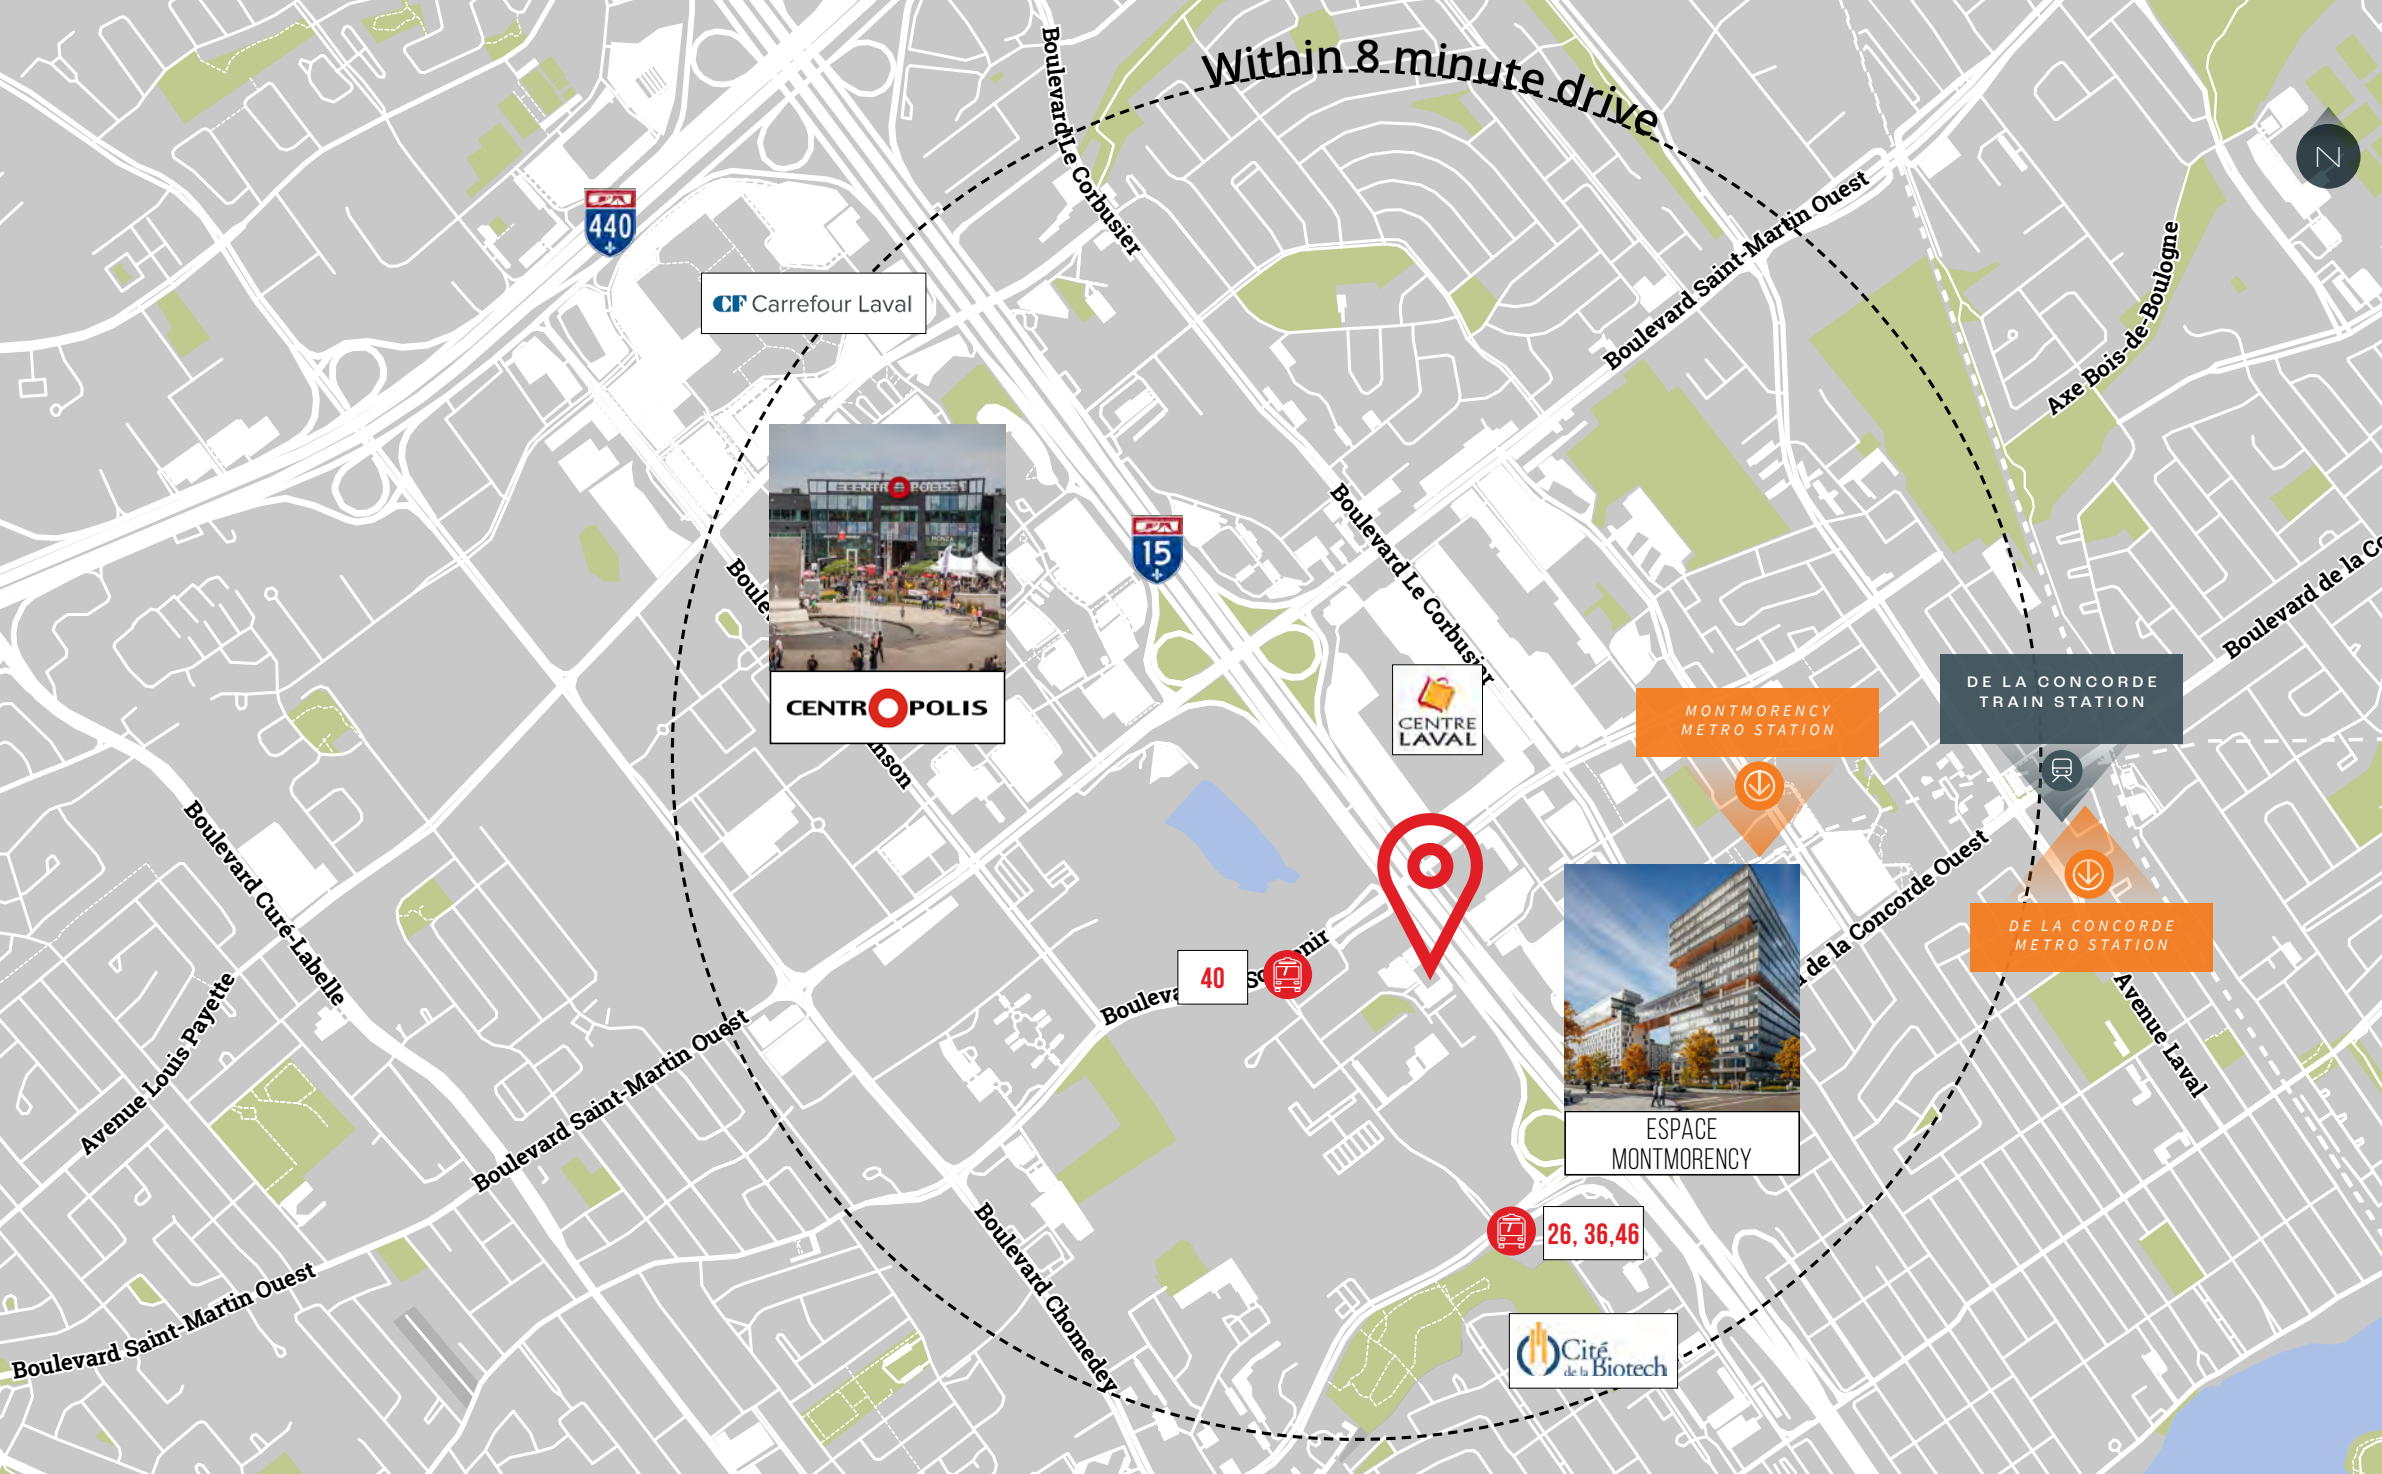 Within 8 minute drive
Boulevard Le Corbusier
N
Boulevard Saint-Martin Ouest
440
Axe Bois-de-Boulogne
CF Carrefour Laval
CENTROPOLIS
15
Boulevard Le Corbusier
Boulevard de la Co
CENTROPOLIS
CENTRE
LAVAL
MONTMORENCY
METRO STATION
DE LA CONCORDE
TRAIN STATION
Boulevard Curé-Labelle
de la Concorde Ouest
DE LA CONCORDE
METRO STATION
40
Avenue Louis Payette
Boulevard Saint-Martin Ouest
Avenue Laval
ESPACE
MONTMORENCY
26, 36,46
Boulevard Chomedey
Boulevard Saint-Martin Ouest
Cité
de la Biotech